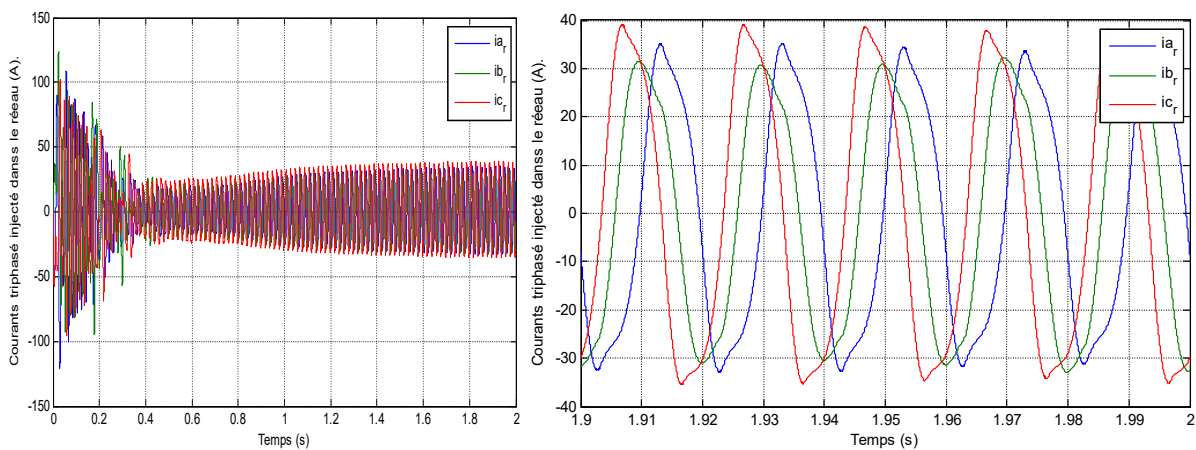 Courants triphasé injecté danss le réeau (A).
150
100
50
0
-50
-100
-150
0 0.2 0.4 0.6 0.8 1 1.2 1.4 1.6 1.8 2
Temps (s)
ia_r
ib_r
ic_r
Courants triphasé injecté danss le réeau (A).
40
30
20
10
0
-10
-20
-30
-40
1.9 1.91 1.92 1.93 1.94 1.95 1.96 1.97 1.98 1.99 2
Temps (s)
ia_r
ib_r
ic_r